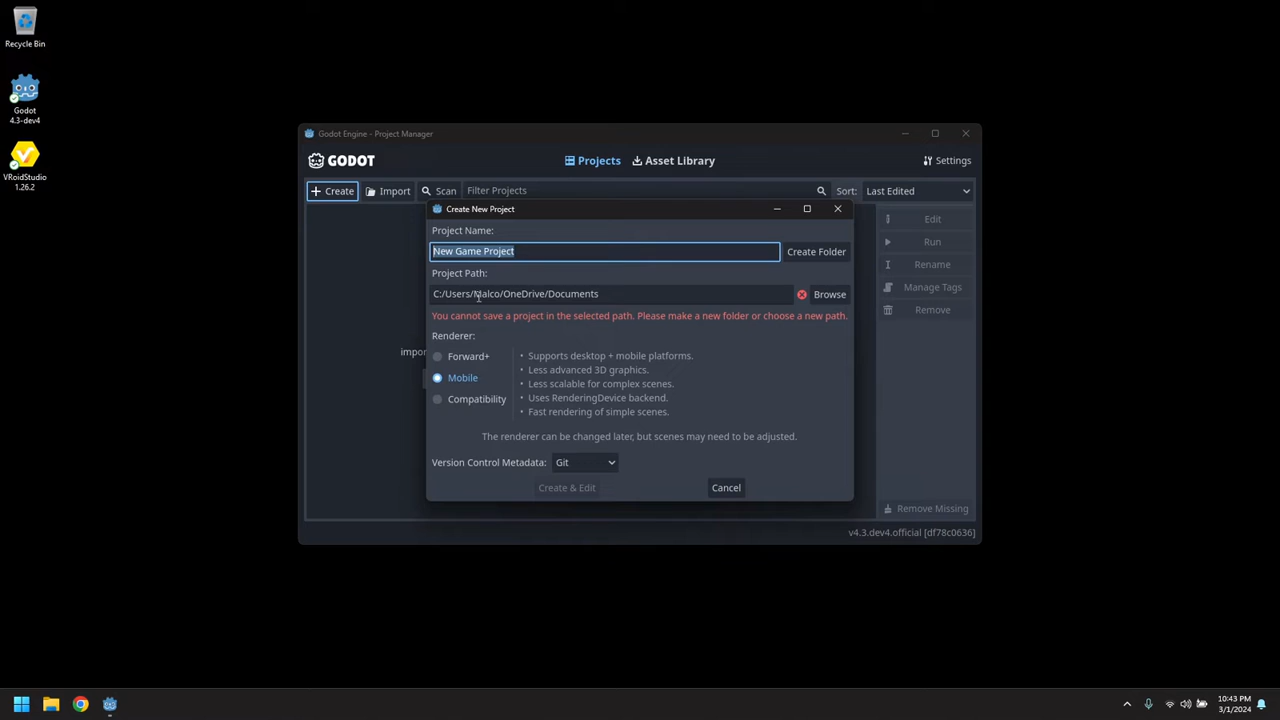 Recycle Bin
Godot
4.3-dev4
VRoidStudio
1.26.2
Godot Engine - Project Manager
GODOT
Projects
Asset Library
Settings
+ Create
Import
Scan
Filter Projects
Sort:
Last Edited
Create New Project
Project Name:
New Game Project
Create Folder
Project Path:
C:/Users/Malco/OneDrive/Documents
Browse
You cannot save a project in the selected path. Please make a new folder or choose a new path.
Renderer:
Forward+
Mobile
Compatibility
• Supports desktop + mobile platforms.
• Less advanced 3D graphics.
• Less scalable for complex scenes.
• Uses RenderingDevice backend.
• Fast rendering of simple scenes.
The renderer can be changed later, but scenes may need to be adjusted.
Version Control Metadata:
Git
Create & Edit
Cancel
impor
Edit
Run
Rename
Manage Tags
Remove
Remove Missing
v4.3.dev4.official [df78c0636]
10:43 PM
3/1/2024